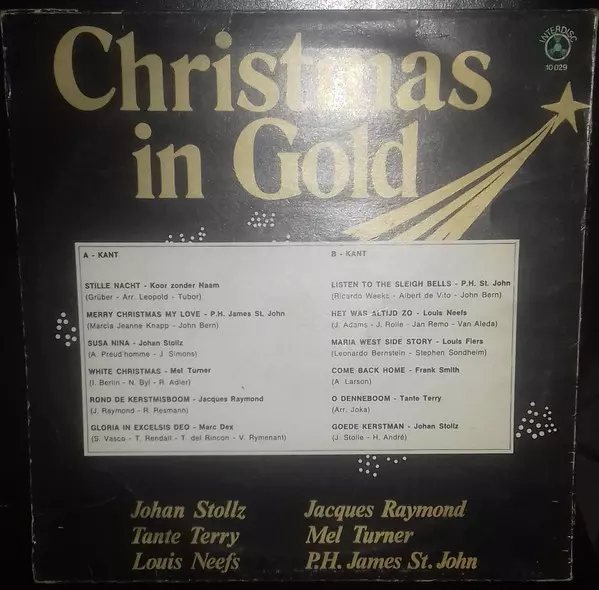 Christmas
in Gold
INTERDISC
10 029
A - KANT
STILLE NACHT - Koor zonder Naam
(Grüber - Arr. Leopold - Tubor)
MERRY CHRISTMAS MY LOVE - P.H. James St. John
(Marcia Jeanne Knapp - John Bern)
SUSA NINA - Johan Stollz
(A. Preud'homme - J. Simons)
WHITE CHRISTMAS - Mel Turner
(I. Berlin - N. Byl - R. Adler)
ROND DE KERSTMISBOOM - Jacques Raymond
(J. Raymond - R. Resmann)
GLORIA IN EXCELSIS DEO - Marc Dex
(S. Vesco - T. Rendall - T. del Rincon - V. Rymenant)
B - KANT
LISTEN TO THE SLEIGH BELLS - P.H. St. John
(Ricardo Weeks - Albert de Vito - John Bern)
HET WAS ALTIJD ZO - Louis Neefs
(J. Adams - J. Rolle - Jan Remo - Van Aleda)
MARIA WEST SIDE STORY - Louis Flers
(Leonardo Bernstein - Stephen Sondheim)
COME BACK HOME - Frank Smith
(A. Larson)
O DENNEBOOM - Tante Terry
(Arr. Joka)
GOEDE KERSTMAN - Johan Stollz
(J. Stolle - H. André)
Johan Stollz
Tante Terry
Louis Neefs
Jacques Raymond
Mel Turner
P.H. James St. John